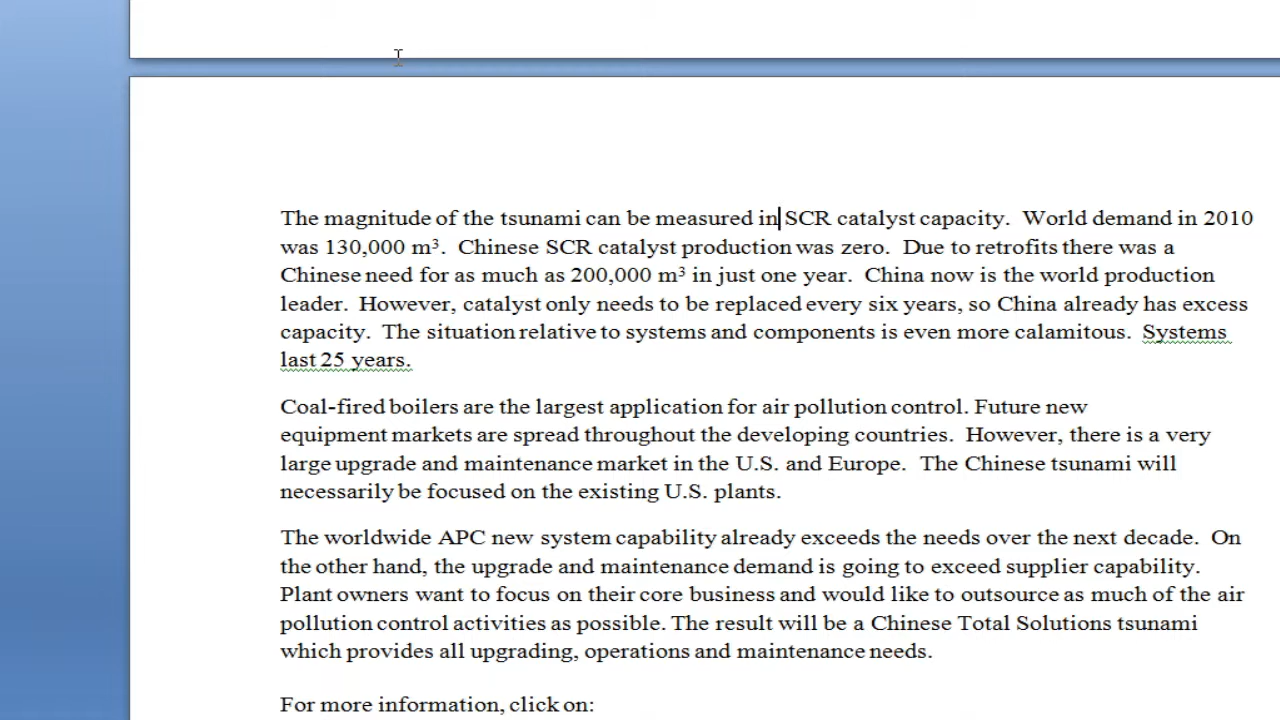 The magnitude of the tsunami can be measured in SCR catalyst capacity.  World demand in 2010
was 130,000 m³.  Chinese SCR catalyst production was zero.  Due to retrofits there was a
Chinese need for as much as 200,000 m³ in just one year.  China now is the world production
leader.  However, catalyst only needs to be replaced every six years, so China already has excess
capacity.  The situation relative to systems and components is even more calamitous.  Systems
last 25 years.
Coal-fired boilers are the largest application for air pollution control. Future new
equipment markets are spread throughout the developing countries.  However, there is a very
large upgrade and maintenance market in the U.S. and Europe.  The Chinese tsunami will
necessarily be focused on the existing U.S. plants.
The worldwide APC new system capability already exceeds the needs over the next decade.  On
the other hand, the upgrade and maintenance demand is going to exceed supplier capability.
Plant owners want to focus on their core business and would like to outsource as much of the air
pollution control activities as possible. The result will be a Chinese Total Solutions tsunami
which provides all upgrading, operations and maintenance needs.
For more information, click on: